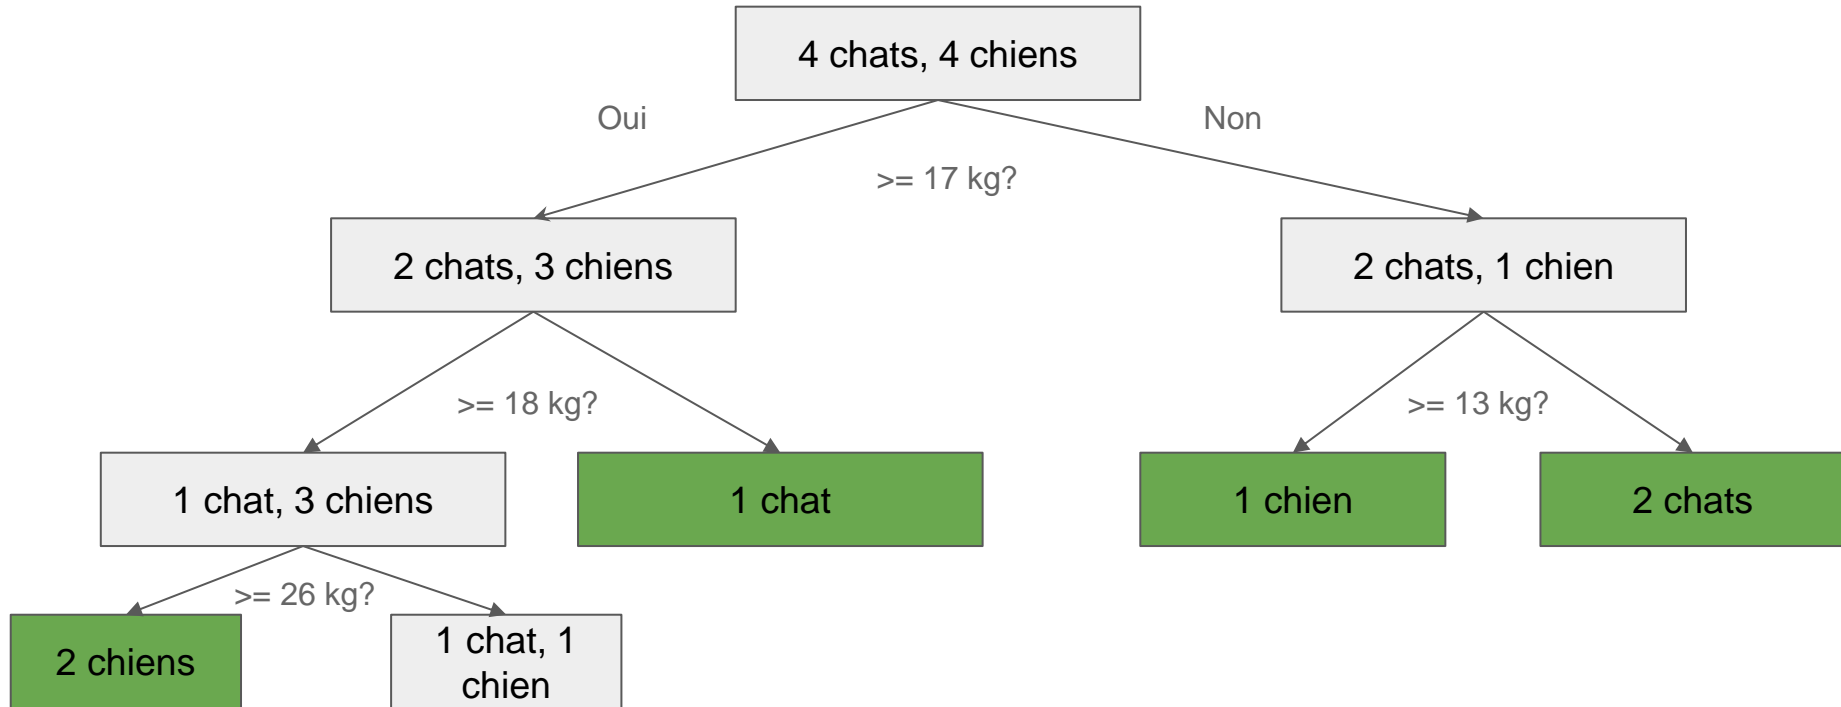 4 chats, 4 chiens
Oui
Non
>= 17 kg?
2 chats, 3 chiens
2 chats, 1 chien
>= 18 kg?
>= 13 kg?
1 chat, 3 chiens
1 chat
1 chien
2 chats
>= 26 kg?
2 chiens
1 chat, 1
chien